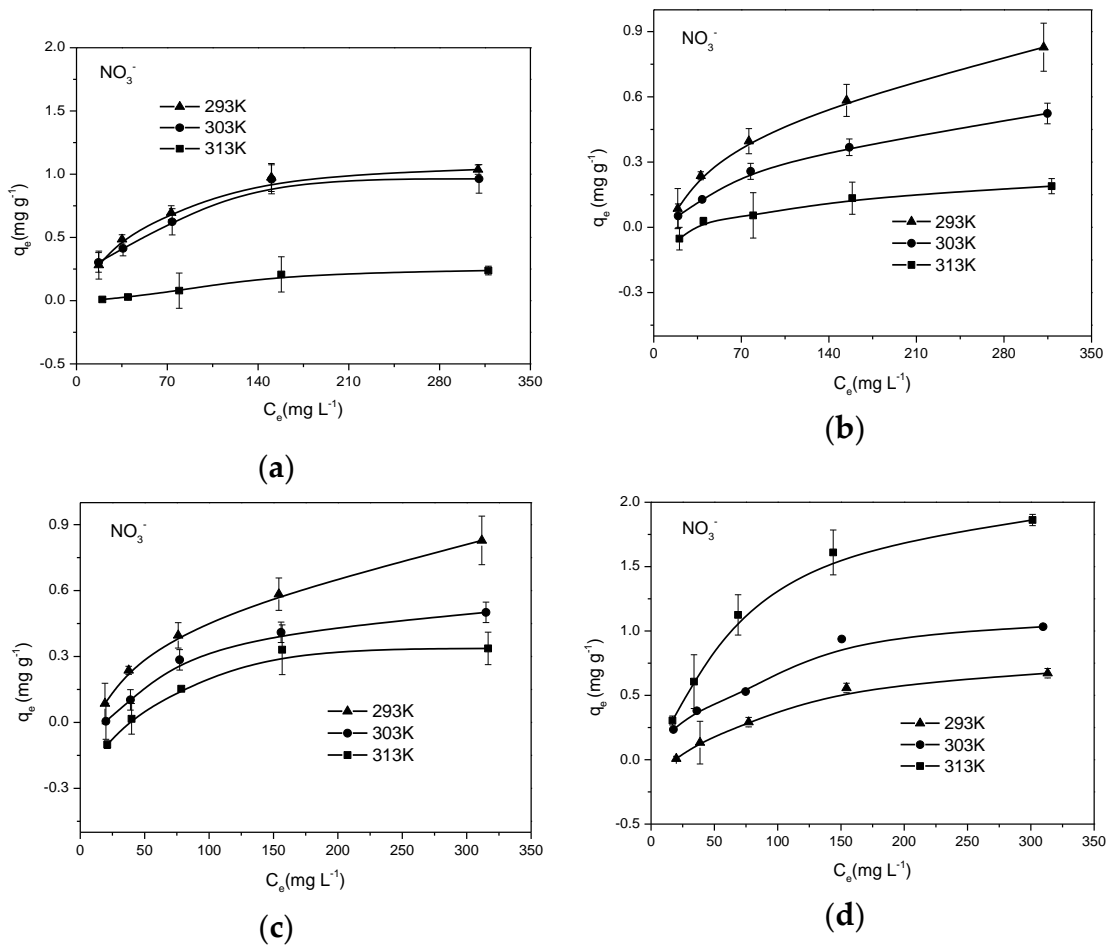 NO₃⁻
293K
303K
313K
qₑ(mg g⁻¹)
2.0
1.5
1.0
0.5
0.0
-0.5
0 70 140 210 280 350
Cₑ(mg L⁻¹)
(a)
NO₃⁻
293K
303K
313K
qₑ (mg g⁻¹)
0.9
0.6
0.3
0.0
-0.3
0 70 140 210 280 350
Cₑ(mg L⁻¹)
(b)
NO₃⁻
293K
303K
313K
qₑ (mg g⁻¹)
0.9
0.6
0.3
0.0
-0.3
0 50 100 150 200 250 300 350
Cₑ(mg L⁻¹)
(c)
NO₃⁻
293K
303K
313K
qₑ (mg g⁻¹)
2.0
1.5
1.0
0.5
0.0
-0.5
0 50 100 150 200 250 300 350
Cₑ(mg L⁻¹)
(d)